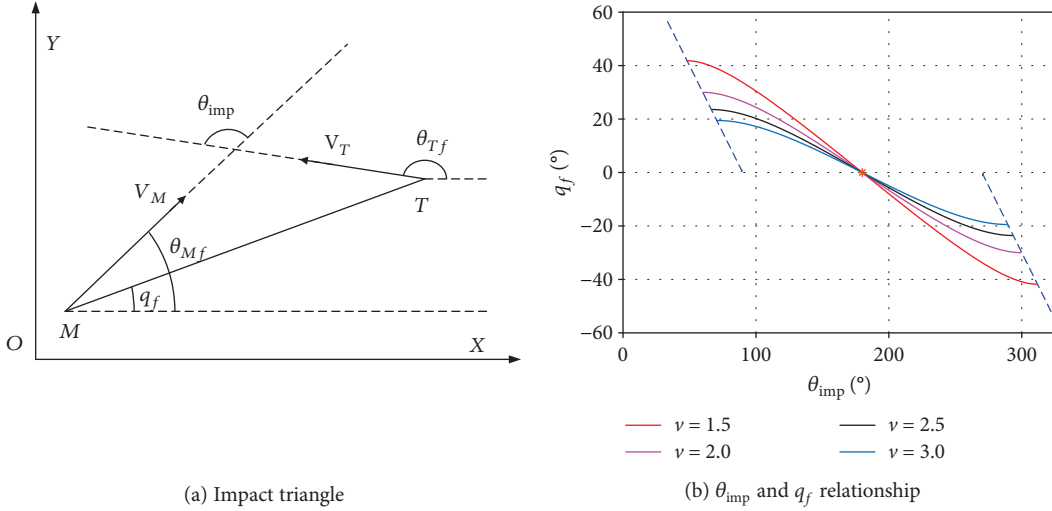 Y
θimp
VT
θTf
VM
T
θMf
qf
M
O
X
(a) Impact triangle
60
40
20
0
−20
−40
−60
qf (°)
0
100
200
300
θimp (°)
v = 1.5
v = 2.5
v = 2.0
v = 3.0
(b) θimp and qf relationship